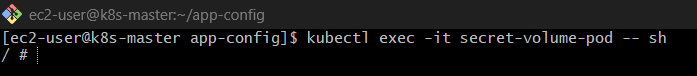 ec2-user@k8s-master:~/app-config
[ec2-user@k8s-master app-config]$ kubectl exec -it secret-volume-pod -- sh
/ #